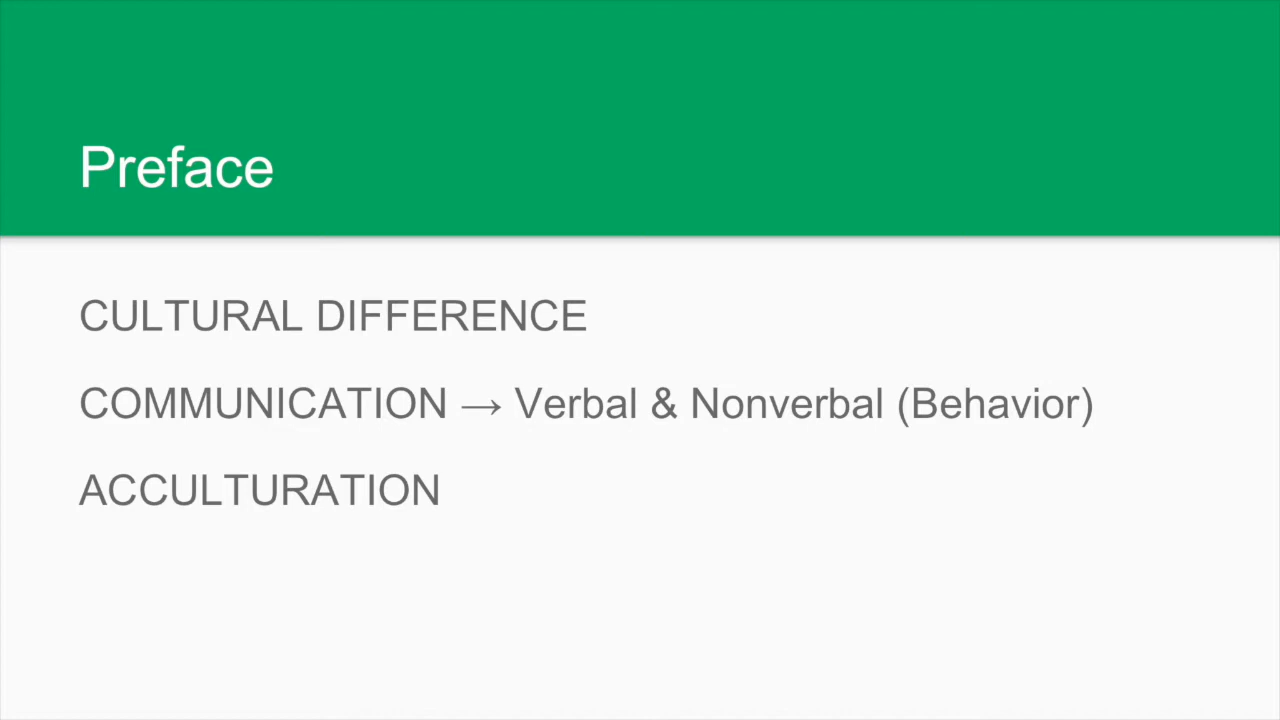 Preface
CULTURAL DIFFERENCE
COMMUNICATION → Verbal & Nonverbal (Behavior)
ACCULTURATION